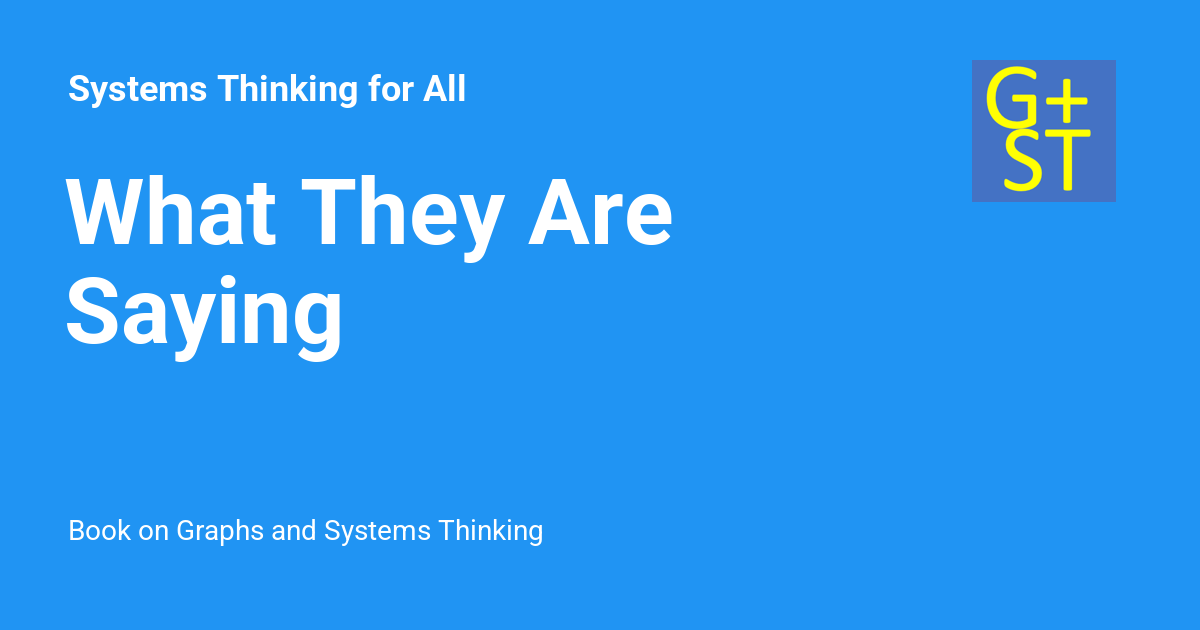 Systems Thinking for All
G+
ST
What They Are
Saying
Book on Graphs and Systems Thinking